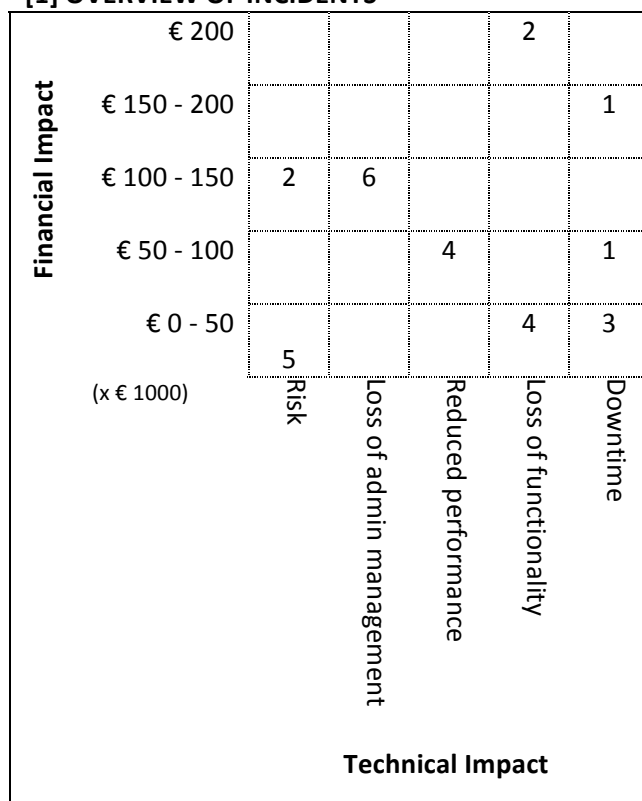 [1] OVERVIEW OF INCIDENTS
Financial Impact
€ 200 2
€ 150 - 200 1
€ 100 - 150 2 6
€ 50 - 100 4 1
€ 0 - 50 4 3
5
(x € 1000)
Risk
Loss of admin management
Reduced performance
Loss of functionality
Downtime
Technical Impact